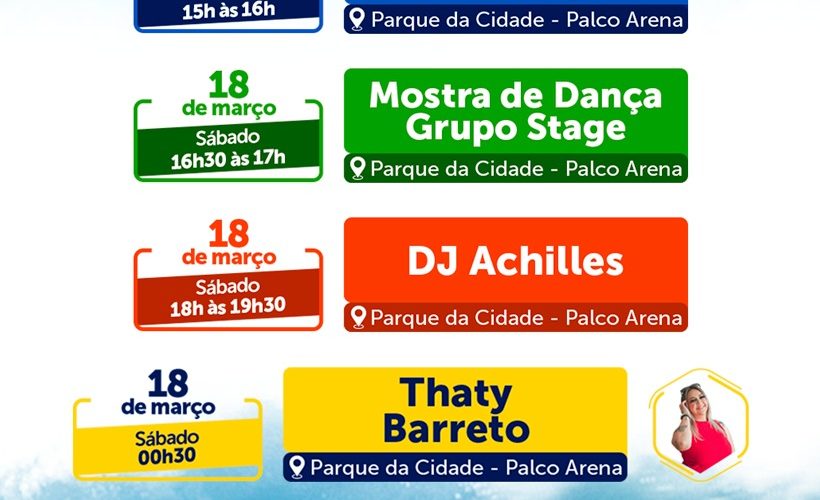 15h às 16h
Parque da Cidade - Palco Arena
18
de março
Sábado
16h30 às 17h
Mostra de Dança
Grupo Stage
Parque da Cidade - Palco Arena
18
de março
Sábado
18h às 19h30
DJ Achilles
Parque da Cidade - Palco Arena
18
de março
Sábado
00h30
Thaty
Barreto
Parque da Cidade - Palco Arena